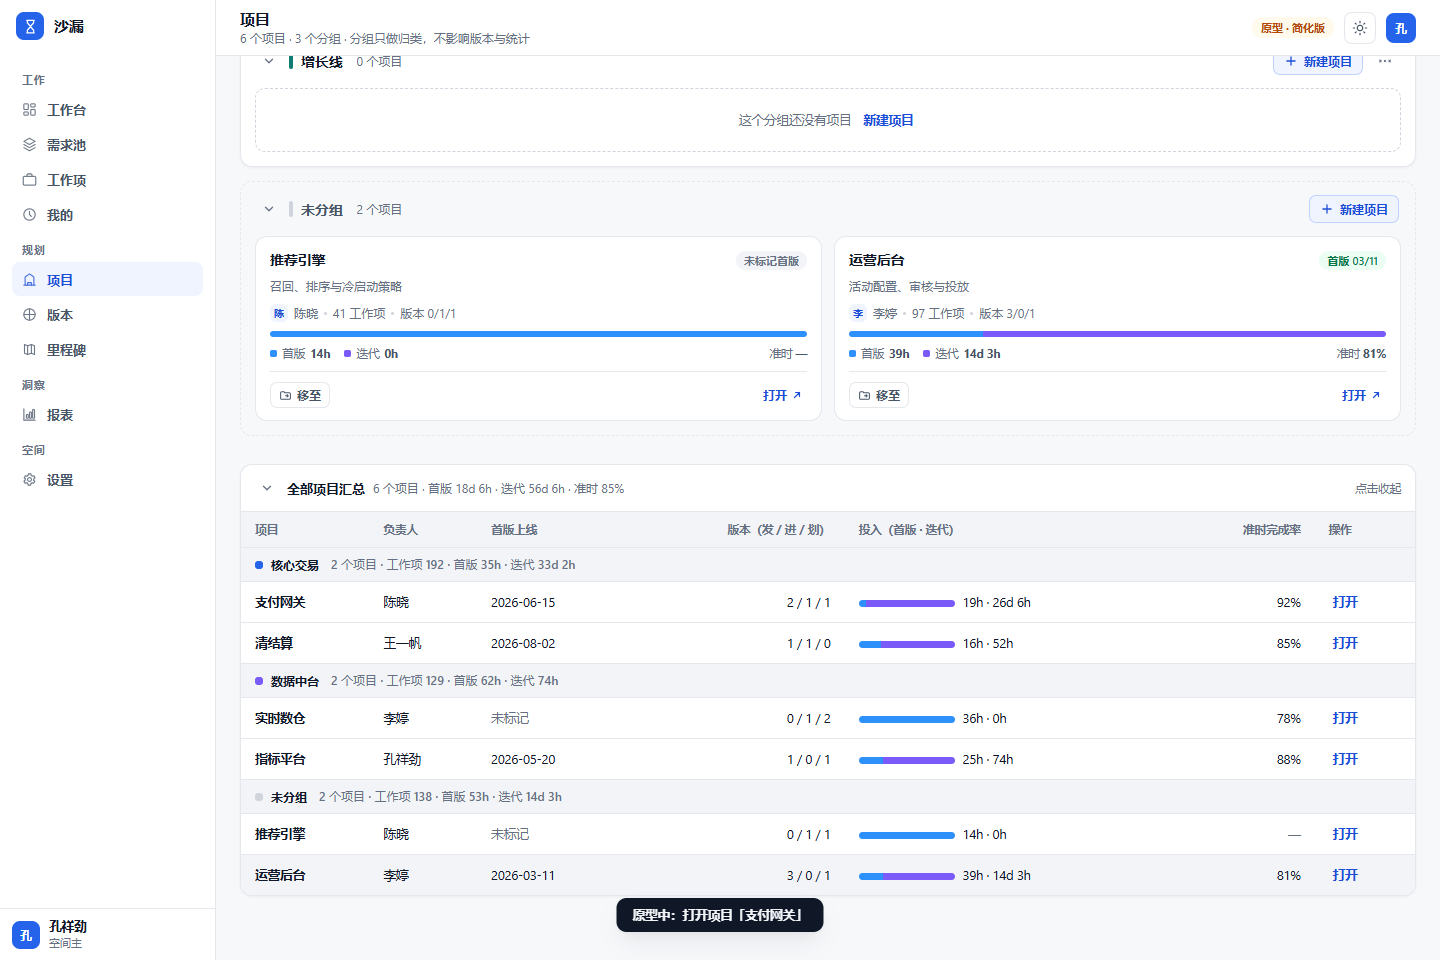 沙漏
工作
工作台
需求池
工作项
我的
规划
项目
版本
里程碑
洞察
报表
空间
设置
孔
孔祥劲
空间主
项目
6 个项目 · 3 个分组 · 分组只做归类，不影响版本与统计
原型 · 简化版
孔
增长线 0 个项目
新建项目
这个分组还没有项目 新建项目
未分组 2 个项目
新建项目
推荐引擎 未标记首版
召回、排序与冷启动策略
陈 陈晓 · 41 工作项 · 版本 0/1/1
首版 14h 迭代 0h 准时 —
移至 打开
运营后台 首版 03/11
活动配置、审核与投放
李 李婷 · 97 工作项 · 版本 3/0/1
首版 39h 迭代 14d 3h 准时 81%
移至 打开
全部项目汇总 6 个项目 · 首版 18d 6h · 迭代 56d 6h · 准时 85% 点击收起
项目 负责人 首版上线 版本（发 / 进 / 划） 投入（首版 · 迭代） 准时完成率 操作
核心交易 2 个项目 · 工作项 192 · 首版 35h · 迭代 33d 2h
支付网关 陈晓 2026-06-15 2 / 1 / 1 19h · 26d 6h 92% 打开
清结算 王一帆 2026-08-02 1 / 1 / 0 16h · 52h 85% 打开
数据中台 2 个项目 · 工作项 129 · 首版 62h · 迭代 74h
实时数仓 李婷 未标记 0 / 1 / 2 36h · 0h 78% 打开
指标平台 孔祥劲 2026-05-20 1 / 0 / 1 25h · 74h 88% 打开
未分组 2 个项目 · 工作项 138 · 首版 53h · 迭代 14d 3h
推荐引擎 陈晓 未标记 0 / 1 / 1 14h · 0h — 打开
运营后台 李婷 2026-03-11 3 / 0 / 1 39h · 14d 3h 81% 打开
原型中：打开项目「支付网关」